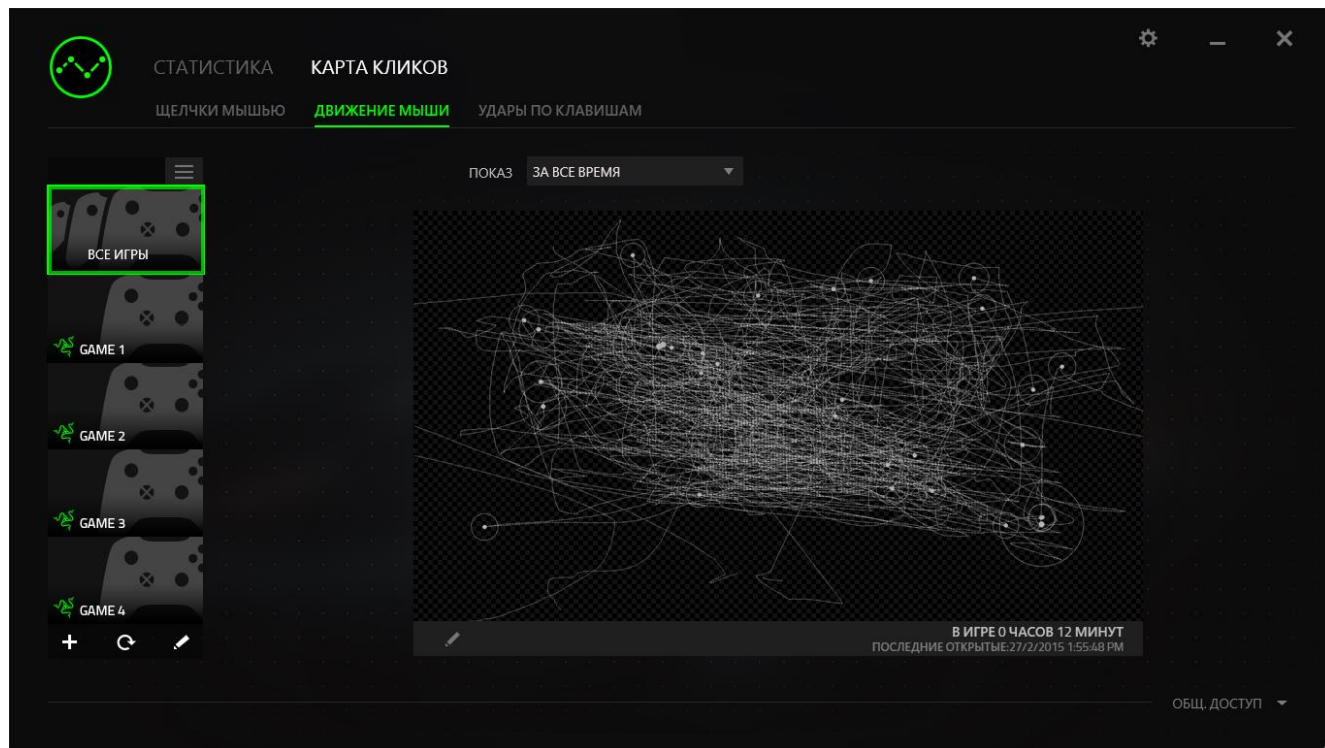 СТАТИСТИКА КАРТА КЛИКОВ
ЩЕЛЧКИ МЫШЬЮ ДВИЖЕНИЕ МЫШИ УДАРЫ ПО КЛАВИШАМ
ПОКАЗ ЗА ВСЕ ВРЕМЯ
ВСЕ ИГРЫ
GAME 1
GAME 2
GAME 3
GAME 4
В ИГРЕ 0 ЧАСОВ 12 МИНУТ
ПОСЛЕДНИЕ ОТКРЫТЫЕ:27/2/2015 1:55:48 PM
ОБЩ. ДОСТУП